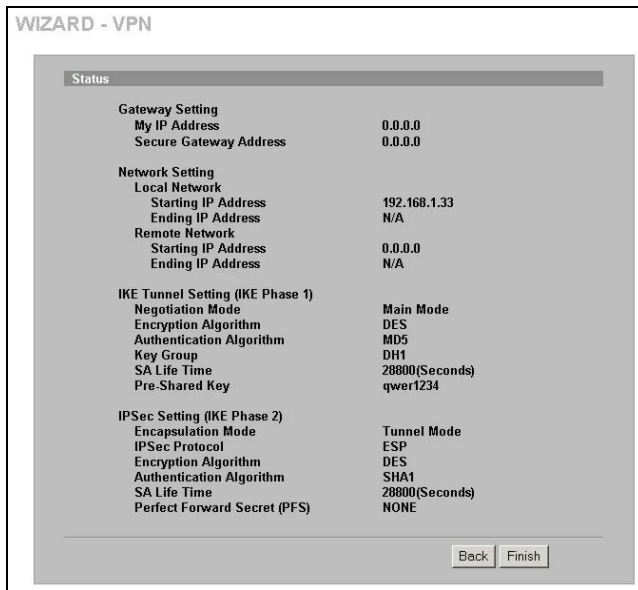 WIZARD - VPN
Status
Gateway Setting
My IP Address 0.0.0.0
Secure Gateway Address 0.0.0.0
Network Setting
Local Network
Starting IP Address 192.168.1.33
Ending IP Address N/A
Remote Network
Starting IP Address 0.0.0.0
Ending IP Address N/A
IKE Tunnel Setting (IKE Phase 1)
Negotiation Mode Main Mode
Encryption Algorithm DES
Authentication Algorithm MD5
Key Group DH1
SA Life Time 28800(Seconds)
Pre-Shared Key qwer1234
IPSec Setting (IKE Phase 2)
Encapsulation Mode Tunnel Mode
IPSec Protocol ESP
Encryption Algorithm DES
Authentication Algorithm SHA1
SA Life Time 28800(Seconds)
Perfect Forward Secret (PFS) NONE
Back Finish